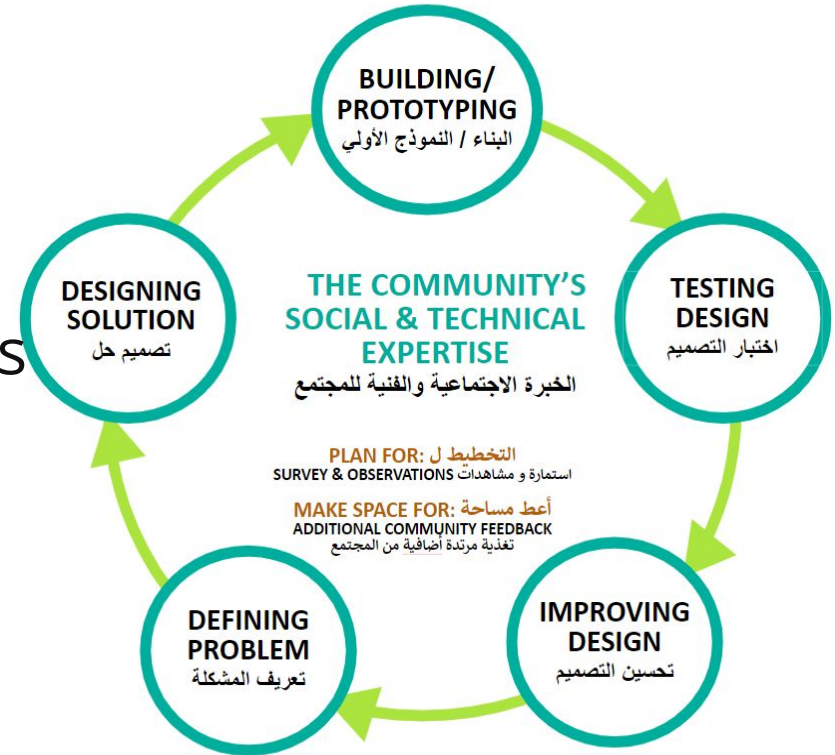 BUILDING/
PROTOTYPING
البناء / النموذج الأولي
DESIGNING
SOLUTION
تصميم حل
s
THE COMMUNITY'S
SOCIAL & TECHNICAL
EXPERTISE
الخبرة الاجتماعية والفنية للمجتمع
TESTING
DESIGN
اختبار التصميم
PLAN FOR: التخطيط ل
SURVEY & OBSERVATIONS استمارة و مشاهدات
MAKE SPACE FOR: أعط مساحة
ADDITIONAL COMMUNITY FEEDBACK
تغذية مرتدة أضافية من المجتمع
DEFINING
PROBLEM
تعريف المشكلة
IMPROVING
DESIGN
تحسين التصميم